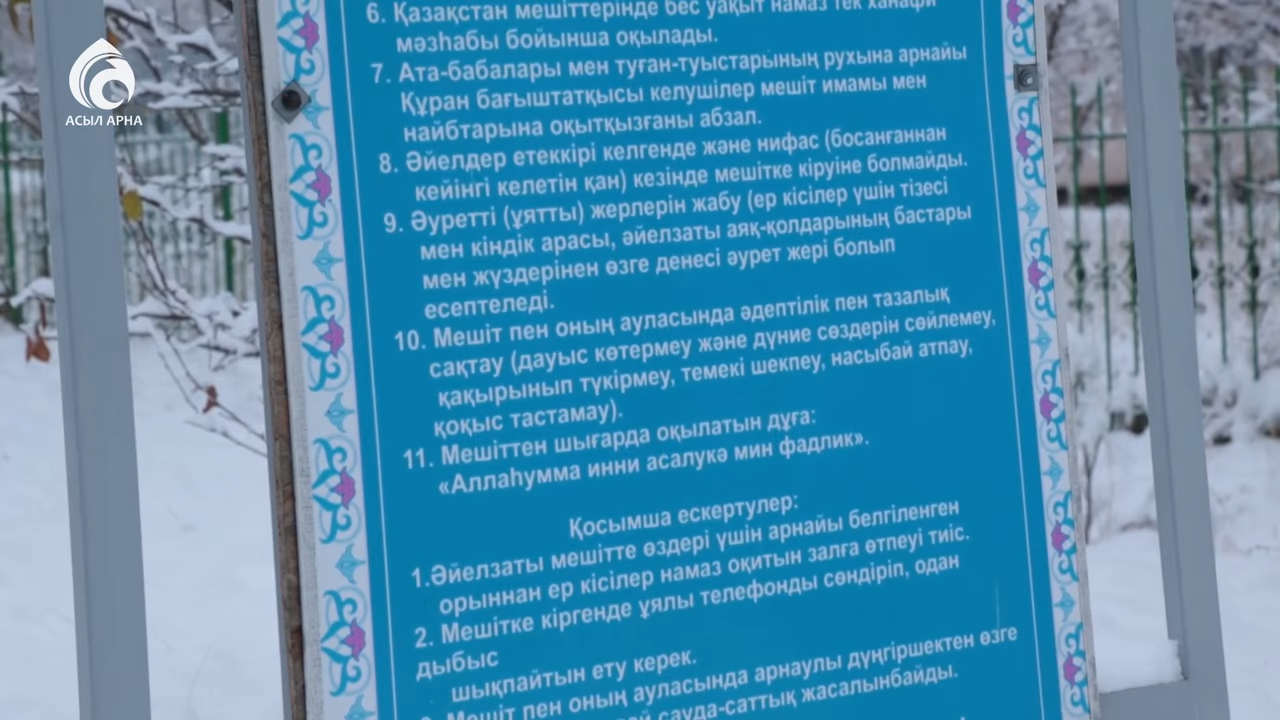 АСЫЛ АРНА
6. Қазақстан мешіттерінде бес уақыт намаз тек ханафи
мәзһабы бойынша оқылады.
7. Ата-бабалары мен туған-туыстарының рухына арнайы
Құран бағыштатқысы келушілер мешіт имамы мен
найбтарына оқытқызғаны абзал.
8. Әйелдер етеккірі келгенде және нифас (босанғаннан
кейінгі келетін қан) кезінде мешітке кіруіне болмайды.
9. Әуретті (ұятты) жерлерін жабу (ер кісілер үшін тізесі
мен кіндік арасы, әйелзаты аяқ-қолдарының бастары
мен жүздерінен өзге денесі әурет жері болып
есептеледі.
10. Мешіт пен оның ауласында әдептілік пен тазалық
сақтау (дауыс көтермеу және дүние сөздерін сөйлемеу,
қақырынып түкірмеу, темекі шекпеу, насыбай атпау,
қоқыс тастамау).
11. Мешіттен шығарда оқылатын дұға:
«Аллаһумма инни асалукә мин фадлик».
Қосымша ескертулер:
1.Әйелзаты мешітте өздері үшін арнайы белгіленген
орыннан ер кісілер намаз оқитын залға өтпеуі тиіс.
2. Мешітке кіргенде ұялы телефонды сөндіріп, одан
дыбыс
шықпайтын ету керек.
Мешіт пен оның ауласында арнаулы дүңгіршектен өзге
сауда-саттық жасалынбайды.